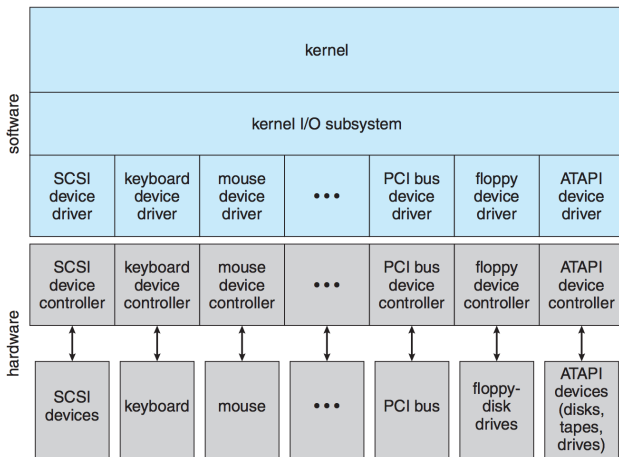 kernel
kernel I/O subsystem
software
SCSI
device
driver
keyboard
device
driver
mouse
device
driver
•••
PCI bus
device
driver
floppy
device
driver
ATAPI
device
driver
hardware
SCSI
device
controller
keyboard
device
controller
mouse
device
controller
•••
PCI bus
device
controller
floppy
device
controller
ATAPI
device
controller
SCSI
devices
keyboard
mouse
•••
PCI bus
floppy-
disk
drives
ATAPI
devices
(disks,
tapes,
drives)